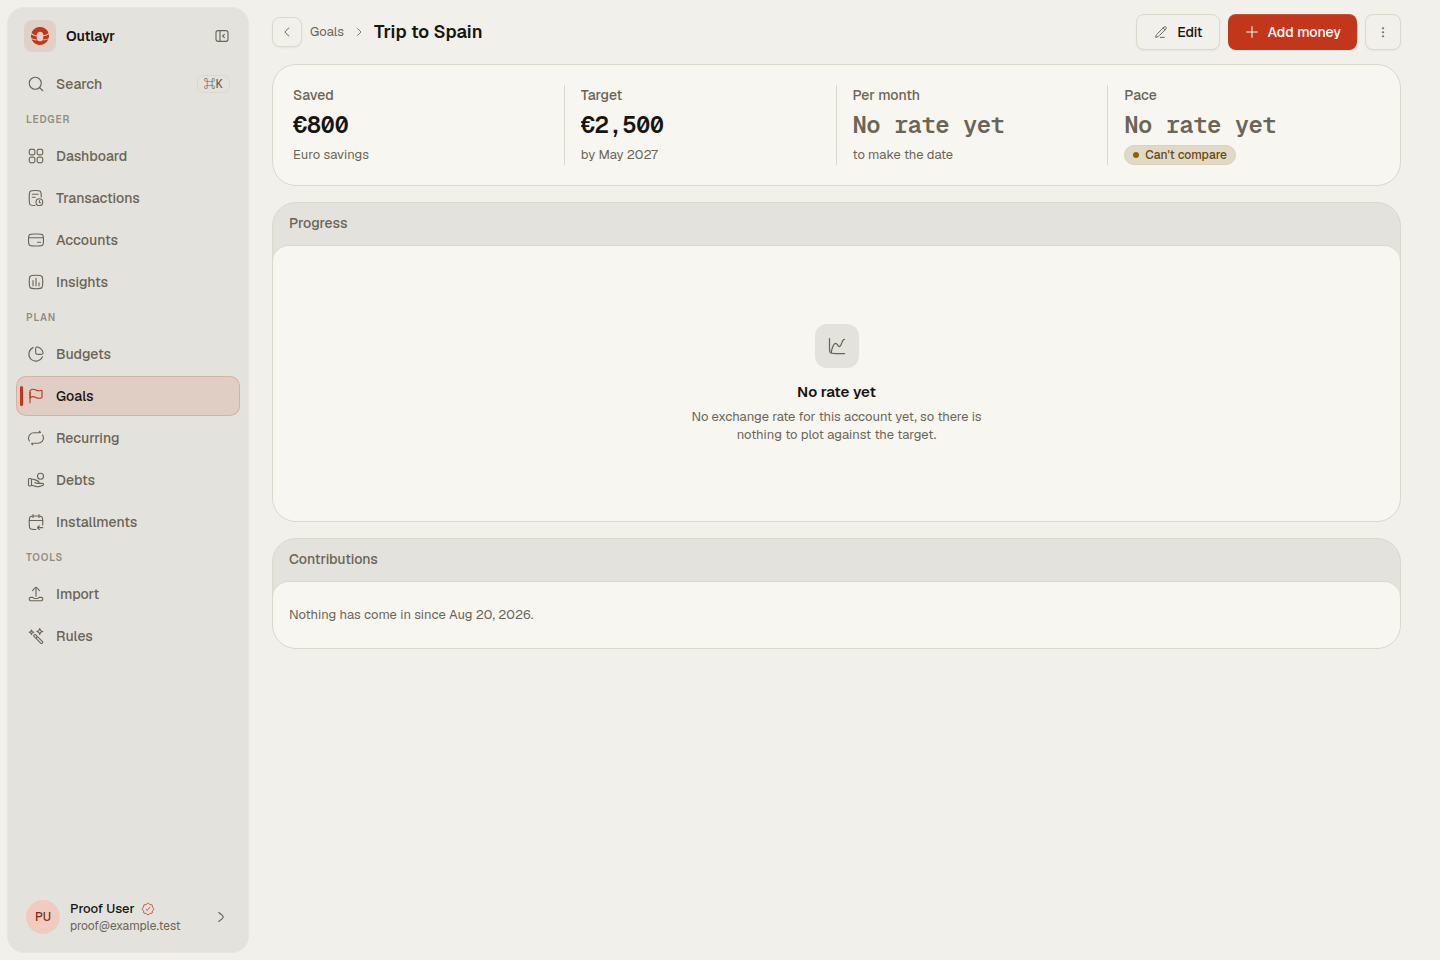 Outlayr
Search
⌘K
LEDGER
Dashboard
Transactions
Accounts
Insights
PLAN
Budgets
Goals
Recurring
Debts
Installments
TOOLS
Import
Rules
PU
Proof User
proof@example.test
Goals
Trip to Spain
Edit
Add money
Saved
€800
Euro savings
Target
€2,500
by May 2027
Per month
No rate yet
to make the date
Pace
No rate yet
Can't compare
Progress
No rate yet
No exchange rate for this account yet, so there is
nothing to plot against the target.
Contributions
Nothing has come in since Aug 20, 2026.